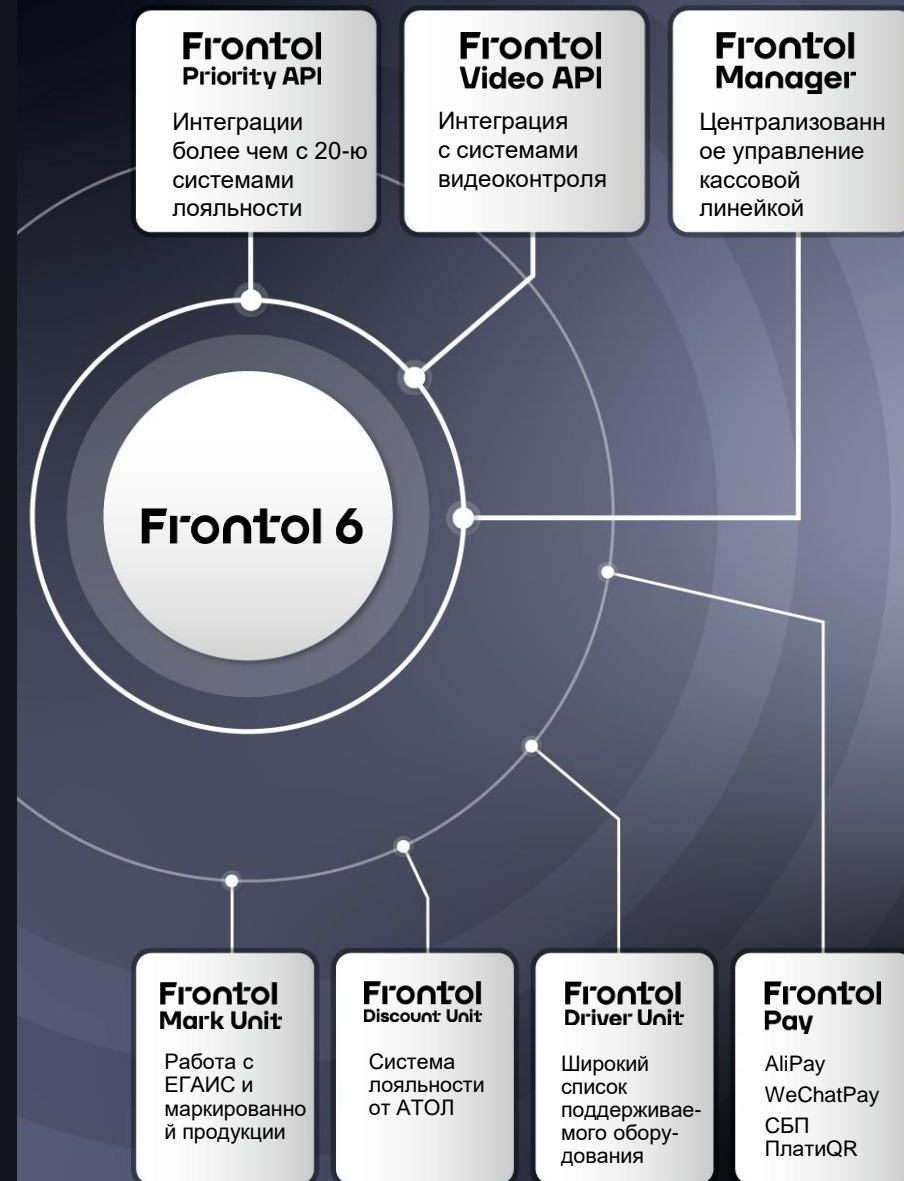 Frontol
Priority API
Интеграции
более чем с 20-ю
системами
лояльности
Frontol
Video API
Интеграция
с системами
видеоконтроля
Frontol
Manager
Централизованн
ое управление
кассовой
линейкой
Frontol 6
Frontol
Mark Unit
Работа с
ЕГАИС и
маркированно
й продукции
Frontol
Discount Unit
Система
лояльности
от АТОЛ
Frontol
Driver Unit
Широкий
список
поддерживае-
мого обору-
дования
Frontol
Pay
AliPay
WeChatPay
СБП
ПлатиQR